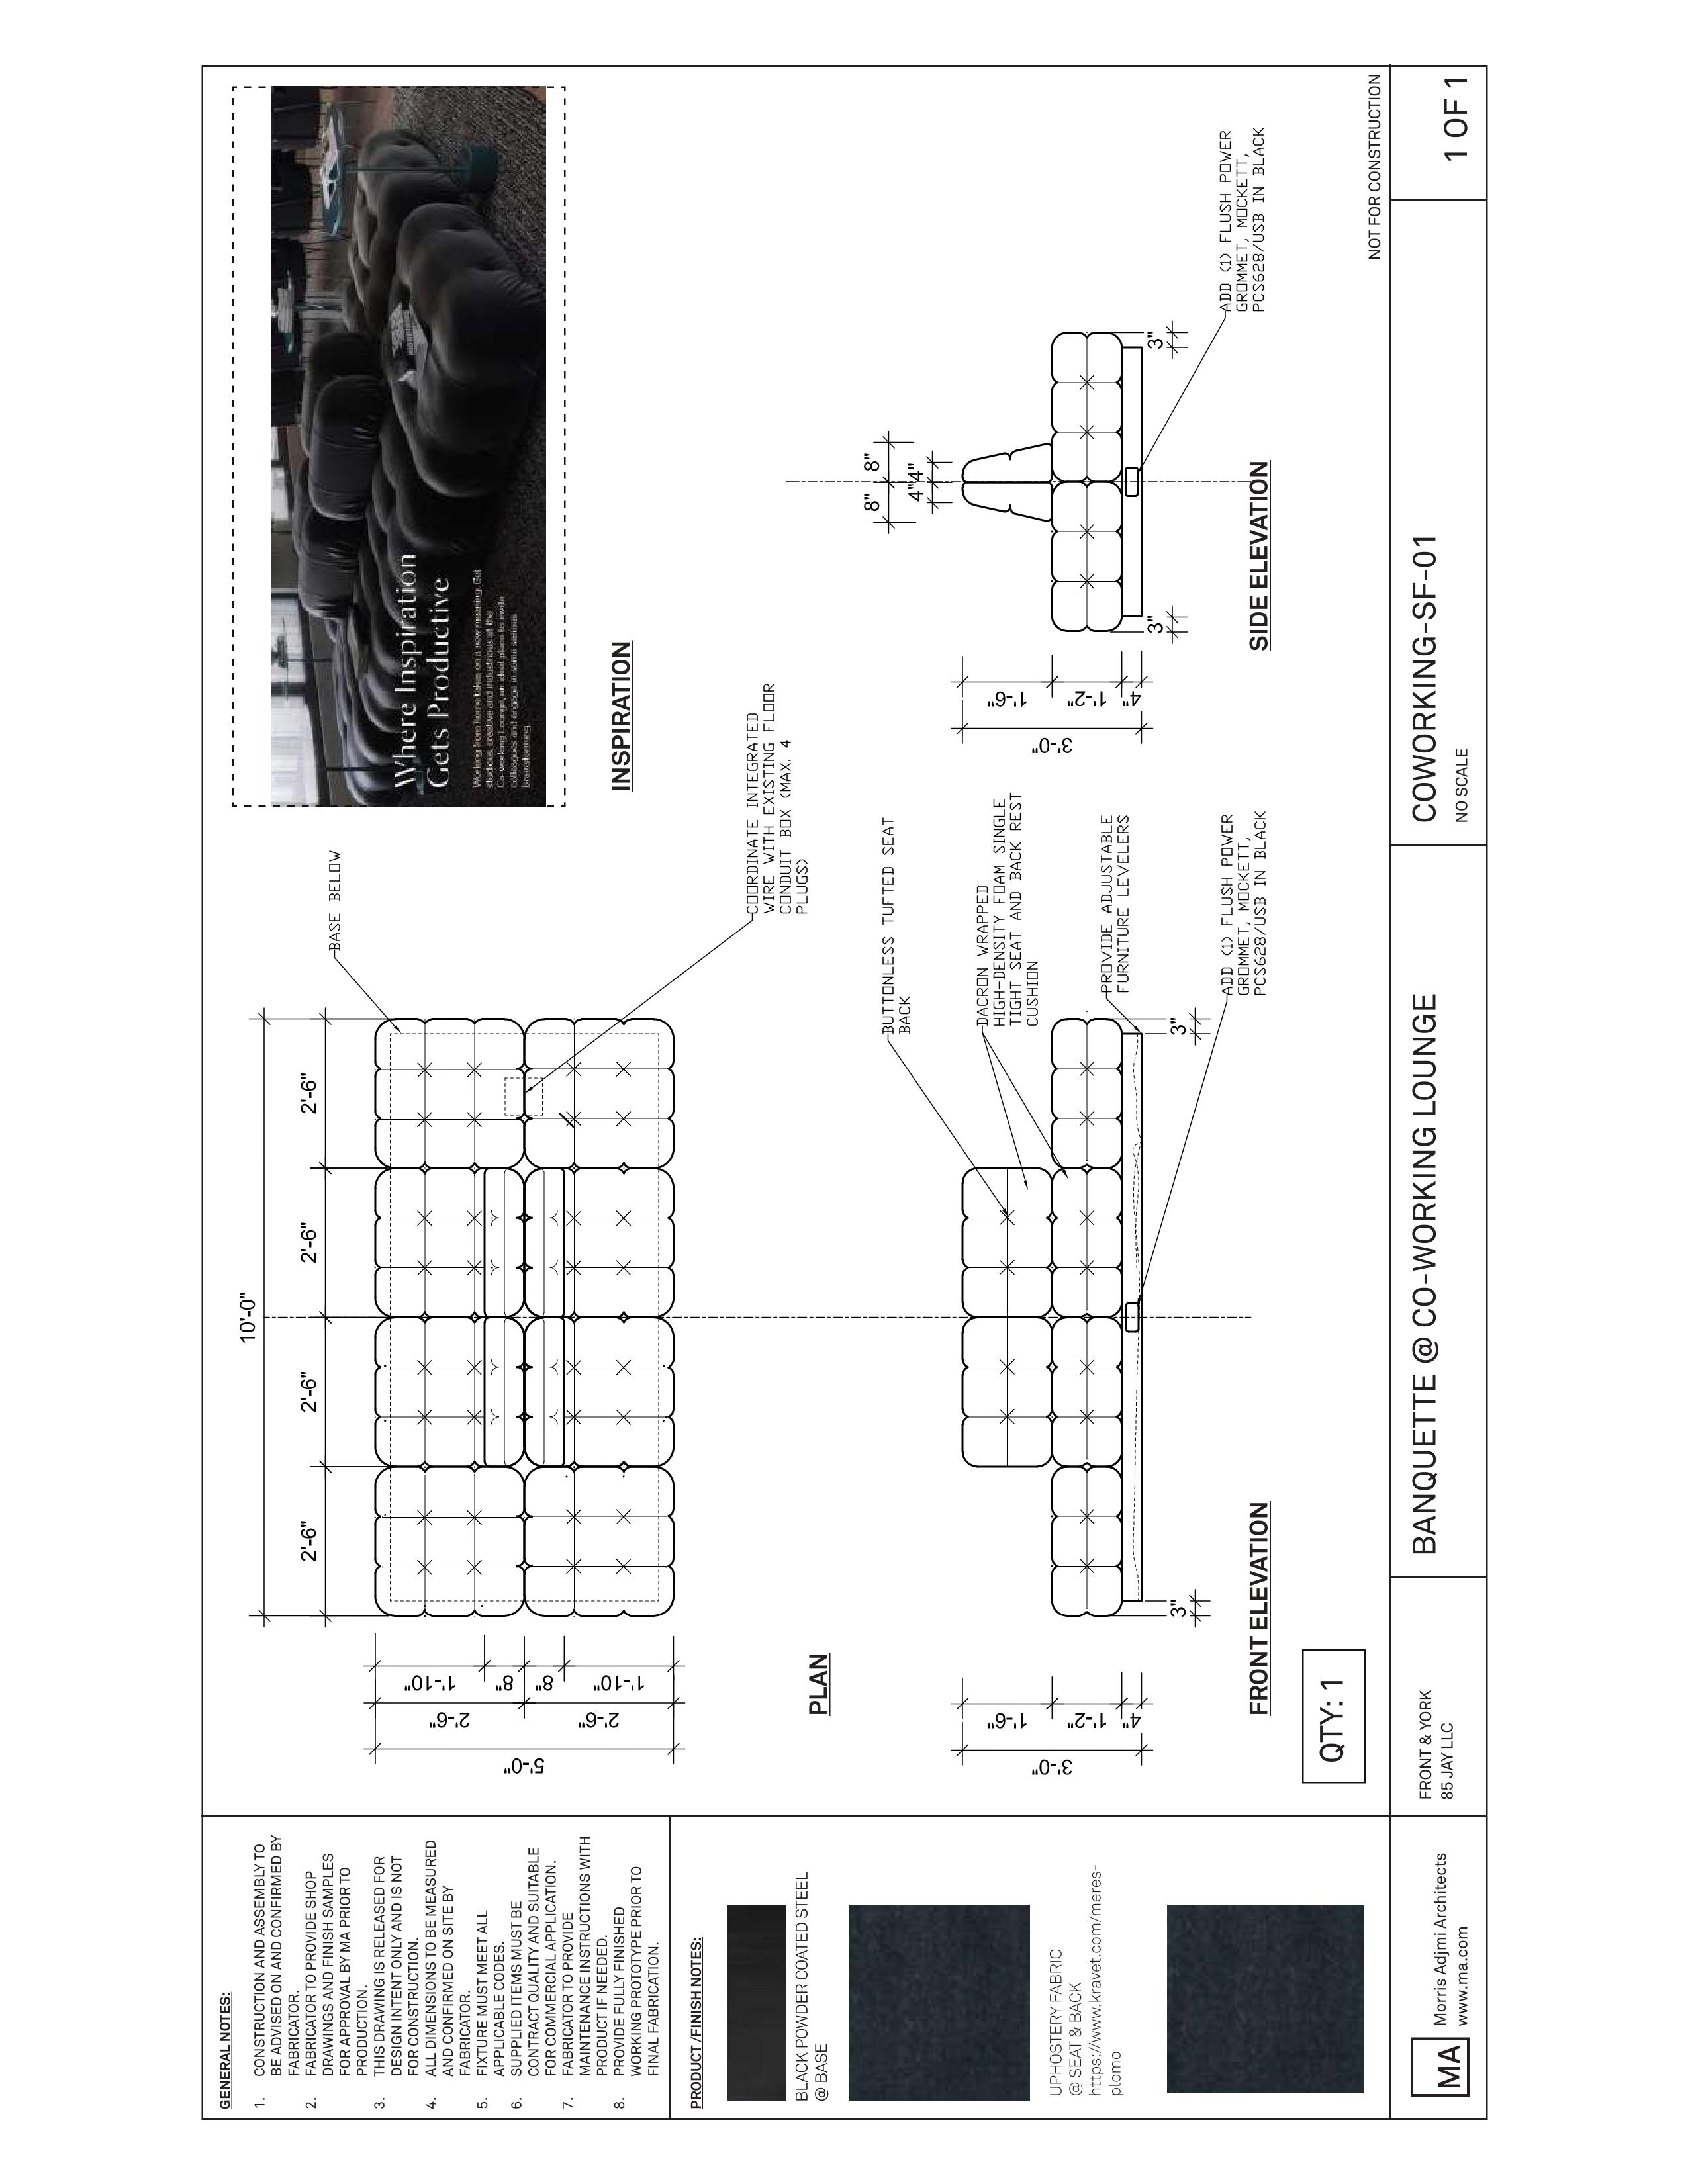 GENERAL NOTES:
1. CONSTRUCTION AND ASSEMBLY TO
BE ADVISED ON AND CONFIRMED BY
FABRICATOR.
2. FABRICATOR TO PROVIDE SHOP
DRAWINGS AND FINISH SAMPLES
FOR APPROVAL BY MA PRIOR TO
PRODUCTION.
3. THIS DRAWING IS RELEASED FOR
DESIGN INTENT ONLY AND IS NOT
FOR CONSTRUCTION.
4. ALL DIMENSIONS TO BE MEASURED
AND CONFIRMED ON SITE BY
FABRICATOR.
5. FIXTURE MUST MEET ALL
APPLICABLE CODES.
6. SUPPLIED ITEMS MUST BE
CONTRACT QUALITY AND SUITABLE
FOR COMMERCIAL APPLICATION.
7. FABRICATOR TO PROVIDE
MAINTENANCE INSTRUCTIONS WITH
PRODUCT IF NEEDED.
8. PROVIDE FULLY FINISHED
WORKING PROTOTYPE PRIOR TO
FINAL FABRICATION.
PRODUCT /FINISH NOTES:
BLACK POWDER COATED STEEL
@ BASE
UPHOSTERY FABRIC
@ SEAT & BACK
https://www.kravet.com/meres-
plomo
10'-0"
2'-6" 2'-6" 2'-6" 2'-6"
5'-0"
2'-6"
2'-6"
1'-10"
8"
8"
1'-10"
BASE BELOW
COORDINATE INTEGRATED
WIRE WITH EXISTING FLOOR
CONDUIT BOX (MAX. 4
PLUGS)
PLAN
Where Inspiration
Gets Productive
Working from home takes on a new meaning. Get
studious, creative and industrious at the
Co-working Lounge, an ideal place to invite
colleagues and engage in some serious
brainstorming.
INSPIRATION
3'-0"
1'-6"
1'-2"
4"
3" 3"
BUTTONLESS TUFTED SEAT
BACK
DACRON WRAPPED
HIGH-DENSITY FOAM SINGLE
TIGHT SEAT AND BACK REST
CUSHION
PROVIDE ADJUSTABLE
FURNITURE LEVELERS
ADD (1) FLUSH POWER
GROMMET, MOCKETT,
PCS628/USB IN BLACK
FRONT ELEVATION
8" 8"
4" 4"
3'-0"
1'-6"
1'-2"
4"
3" 3"
ADD (1) FLUSH POWER
GROMMET, MOCKETT,
PCS628/USB IN BLACK
SIDE ELEVATION
QTY: 1
NOT FOR CONSTRUCTION
MA
Morris Adjmi Architects
www.ma.com
FRONT & YORK
85 JAY LLC
BANQUETTE @ CO-WORKING LOUNGE
COWORKING-SF-01
NO SCALE
1 OF 1